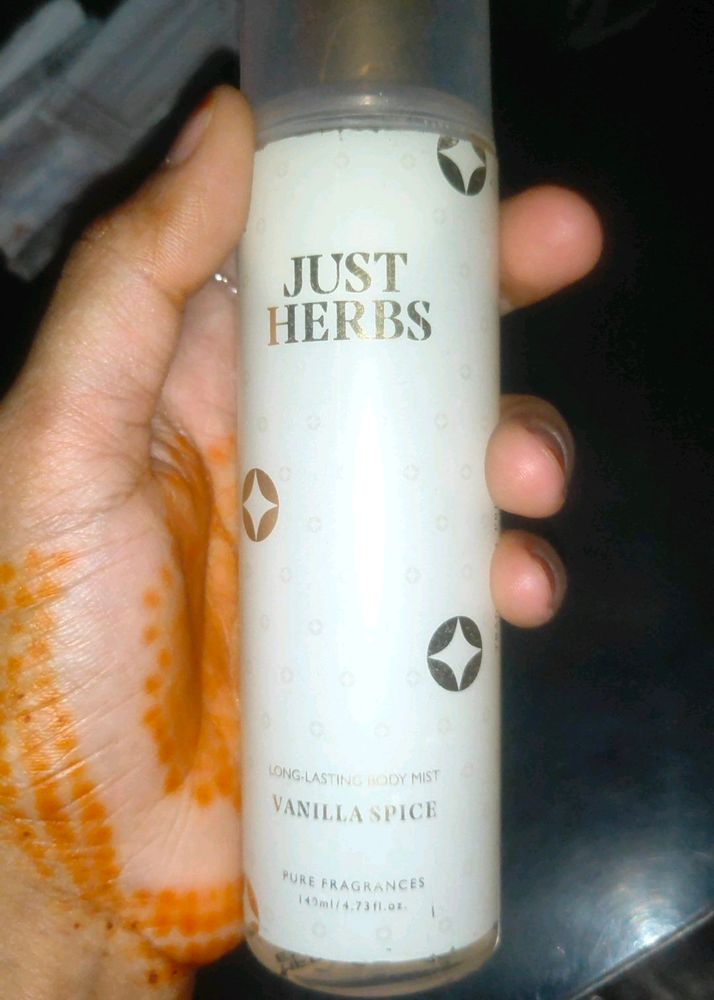 JUST
HERBS
LONG-LASTING BODY MIST
VANILLA SPICE
PURE FRAGRANCES
140ml/4.73fl.oz.